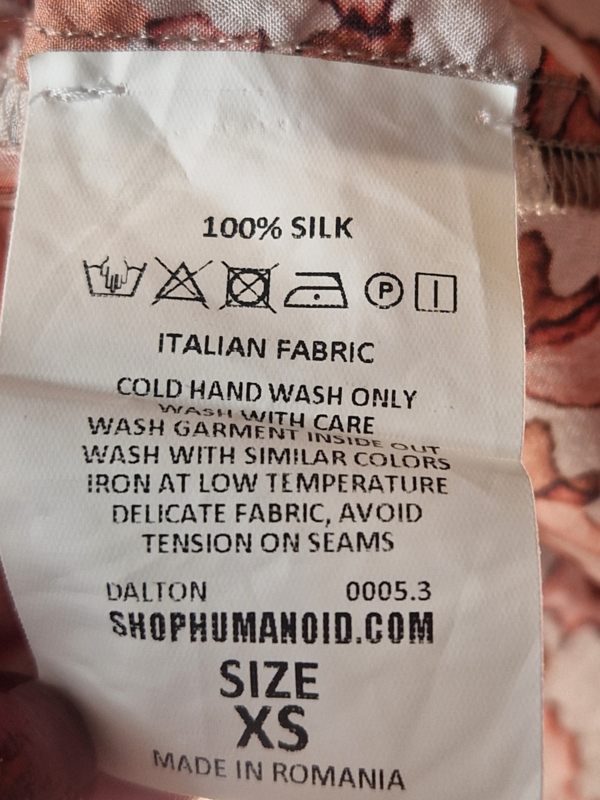 100% SILK
P
ITALIAN FABRIC
COLD HAND WASH ONLY
WASH WITH CARE
WASH GARMENT INSIDE OUT
WASH WITH SIMILAR COLORS
IRON AT LOW TEMPERATURE
DELICATE FABRIC, AVOID
TENSION ON SEAMS
DALTON 0005.3
SHOPHUMANOID.COM
SIZE
XS
MADE IN ROMANIA